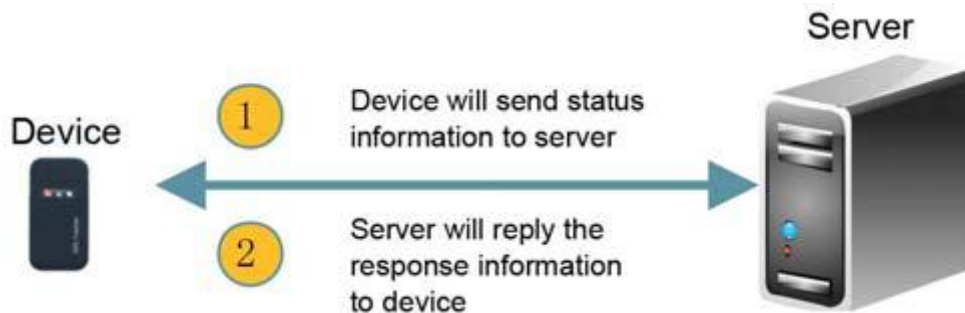 Server
Device
1
Device will send status
information to server
2
Server will reply the
response information
to device